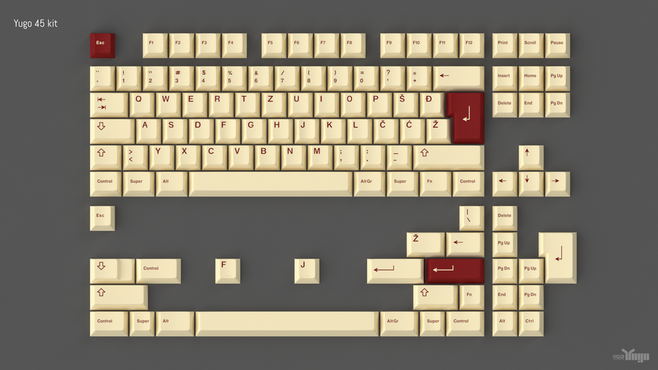 Yugo 45 kit
Esc F1 F2 F3 F4 F5 F6 F7 F8 F9 F10 F11 F12 Print Scroll Pause
! " # $ % & / ( ) = ? * ← Insert Home Pg Up
1 2 3 4 5 6 7 8 9 0 ' +
Q W E R T Z U I O P Š Đ Delete End Pg Dn
A S D F G H J K L Č Ć Ž
> Y X C V B N M ; : _ ↑
< , . -
Control Super Alt AltGr Super Fn Control ← ↓ →
Esc | Delete
\
Ž ← Pg Up
Control F J Pg Dn Pg Up
Fn End Pg Dn
Control Super Alt AltGr Super Control Alt Ctrl
Yugo